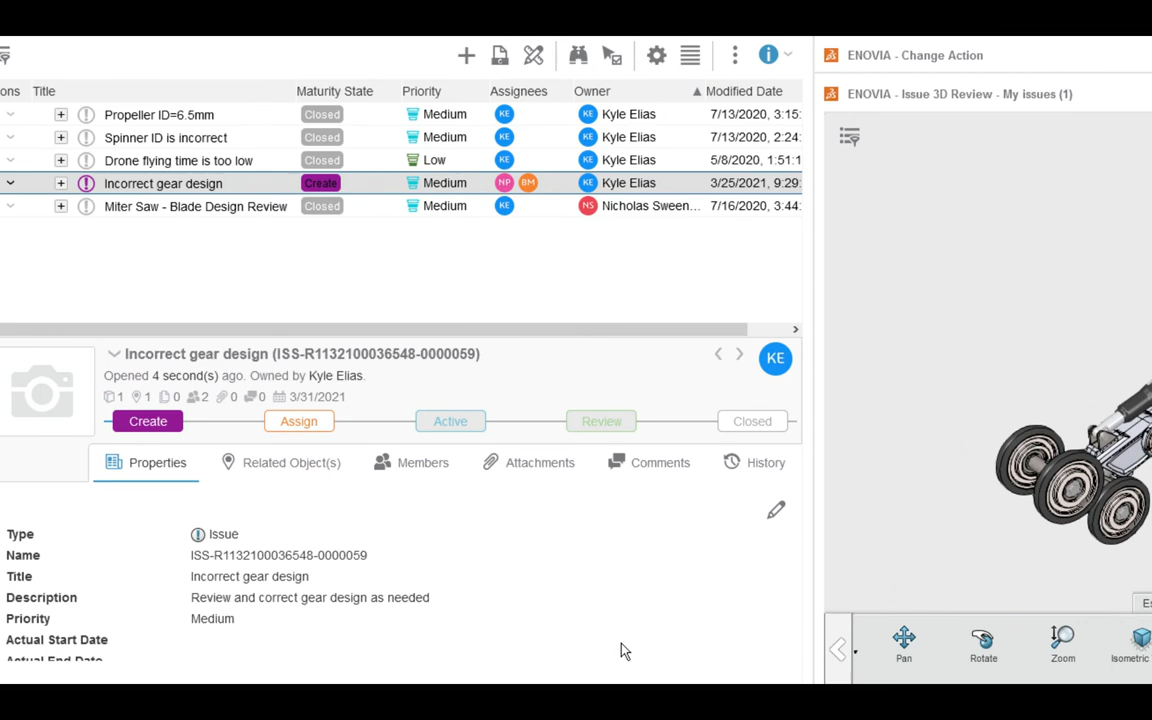 ENOVIA - Change Action
ons Title Maturity State Priority Assignees Owner Modified Date
ENOVIA - Issue 3D Review - My issues (1)
Propeller ID=6.5mm Closed Medium KE KE Kyle Elias 7/13/2020, 3:15:
Spinner ID is incorrect Closed Medium KE KE Kyle Elias 7/13/2020, 2:24:
Drone flying time is too low Closed Low KE KE Kyle Elias 5/8/2020, 1:51:1
Incorrect gear design Create Medium NP BM KE Kyle Elias 3/25/2021, 9:29:
Miter Saw - Blade Design Review Closed Medium KE NS Nicholas Sween... 7/16/2020, 3:44:
Incorrect gear design (ISS-R1132100036548-0000059)
KE
Opened 4 second(s) ago. Owned by Kyle Elias.
1 1 0 2 0 0 3/31/2021
Create Assign Active Review Closed
Properties Related Object(s) Members Attachments Comments History
Type Issue
Name ISS-R1132100036548-0000059
Title Incorrect gear design
Description Review and correct gear design as needed
Priority Medium
Actual Start Date
Actual End Date
Pan Rotate Zoom Isometric